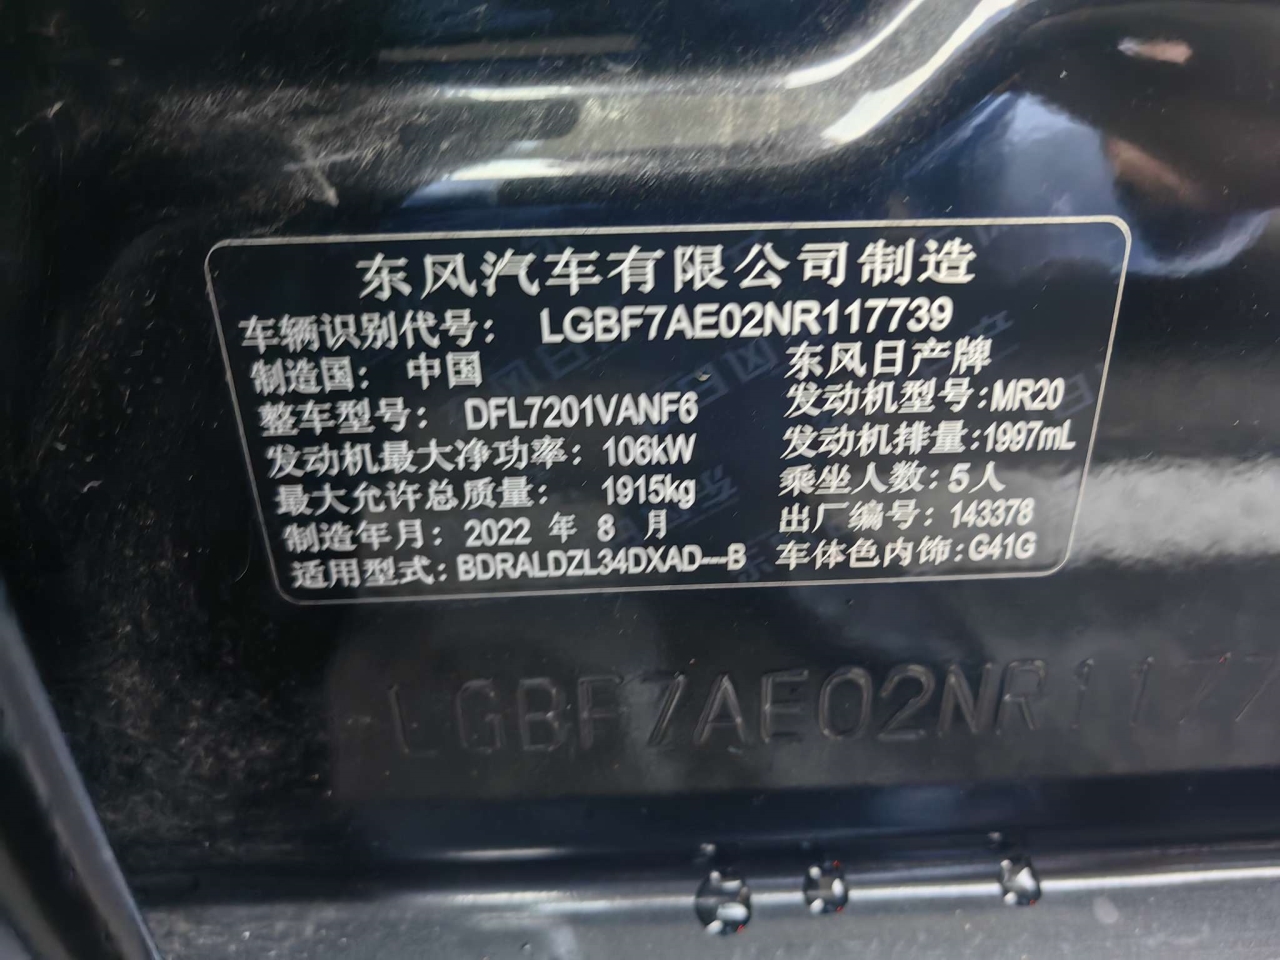 东风汽车有限公司制造
车辆识别代号: LGBF7AE02NR117739
制造国: 中国 东风日产牌
整车型号: DFL7201VANF6 发动机型号:MR20
发动机最大净功率: 106kW 发动机排量:1997mL
最大允许总质量: 1915kg 乘坐人数:5人
制造年月: 2022 年 8 月 出厂编号: 143378
适用型式: BDRALDZL34DXAD---B 车体色内饰:G41G
LGBF7AE02NR1177